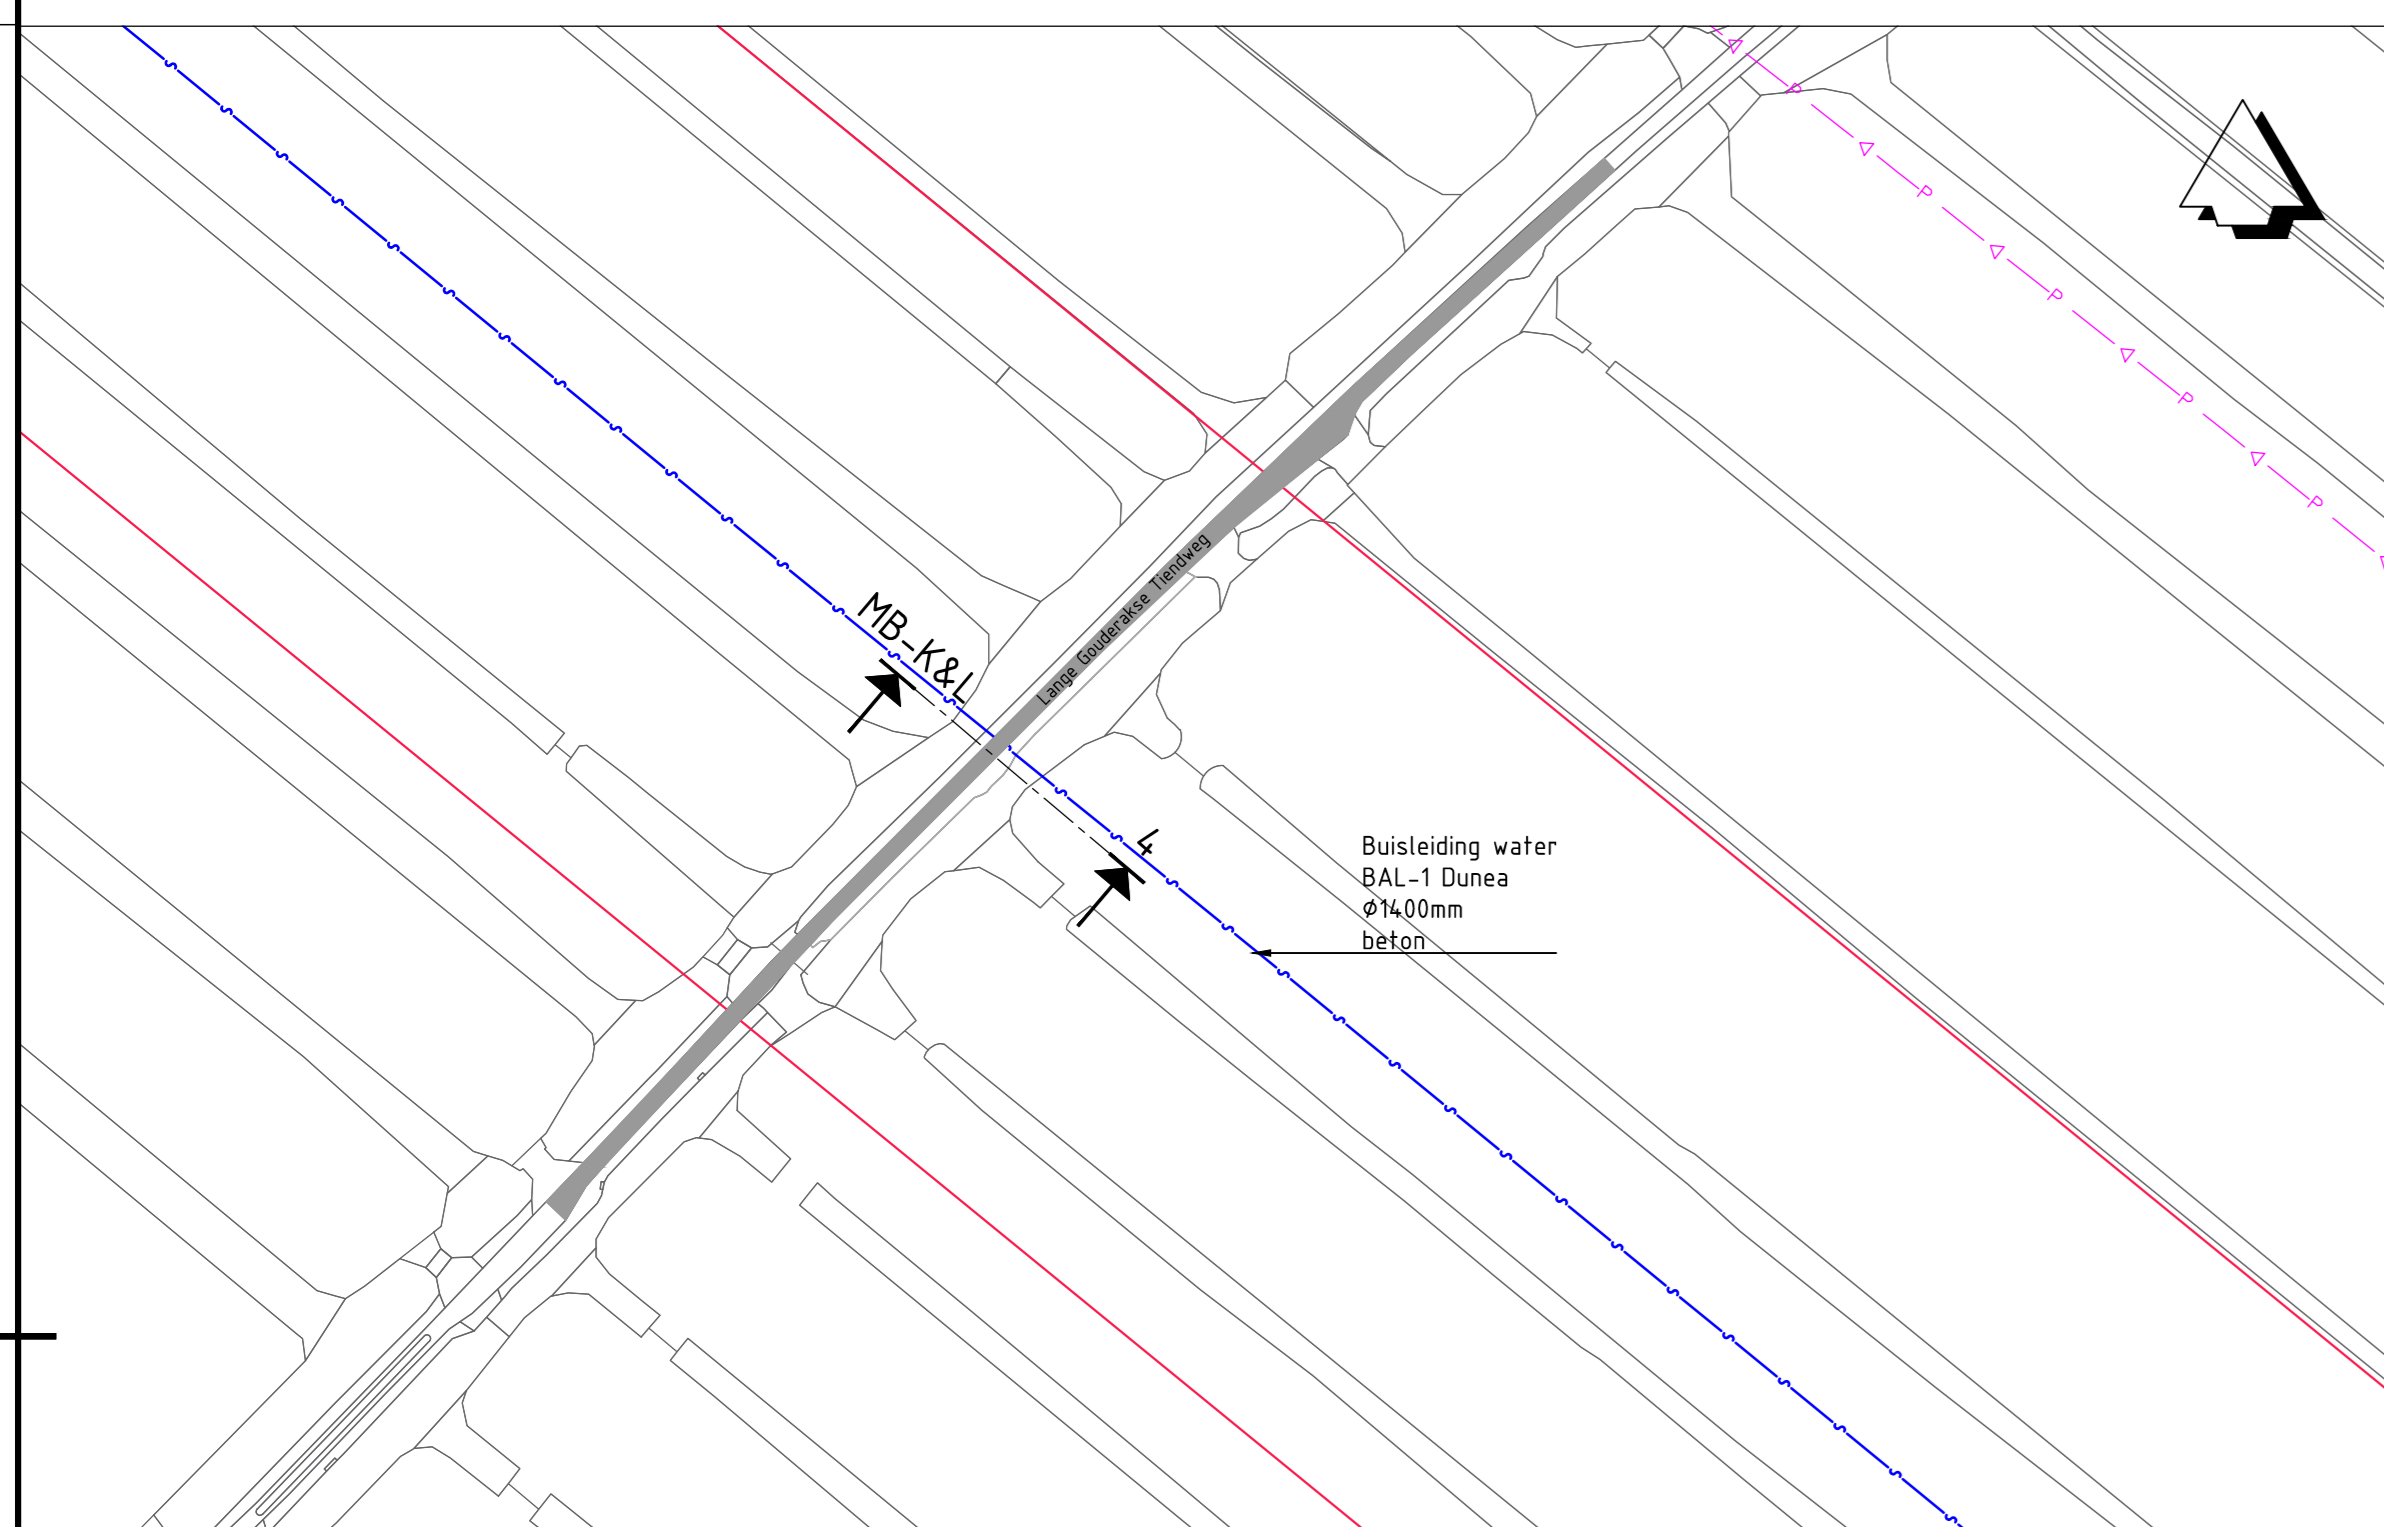 MB-K&L
Lange Gouderakse Tiendweg
4
Buisleiding water
BAL-1 Dunea
Ø1400mm
beton